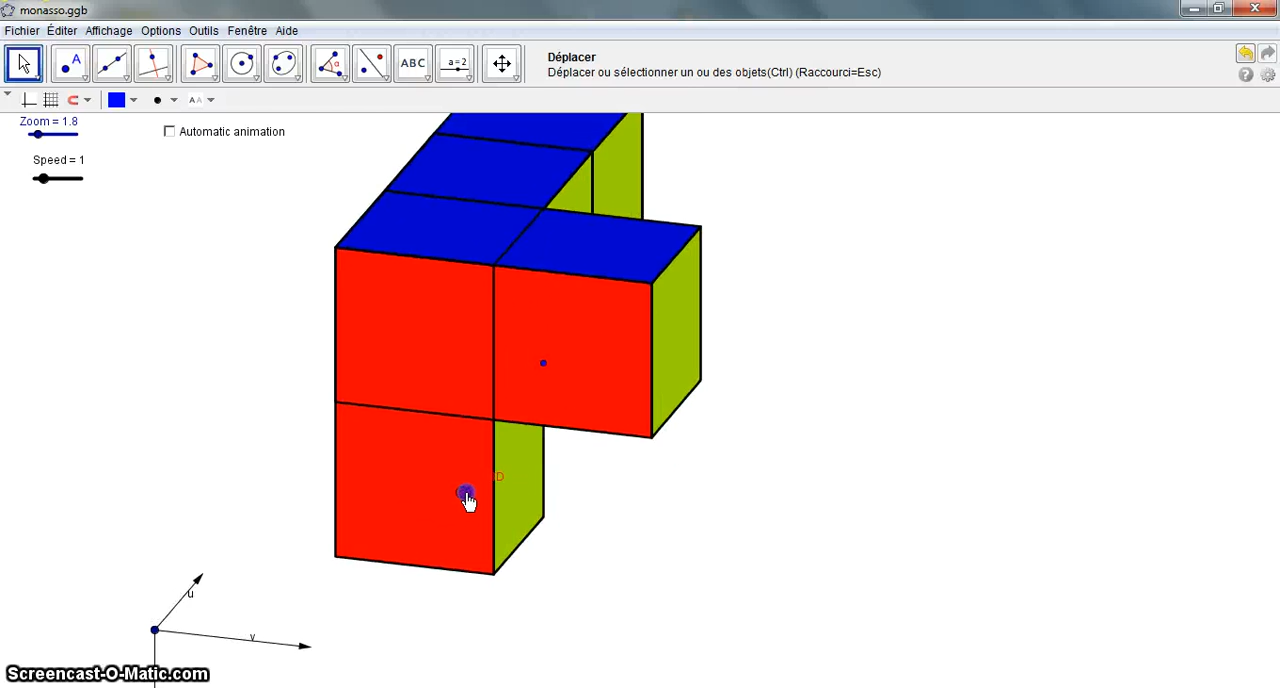 monasso.ggb
Fichier Éditer Affichage Options Outils Fenêtre Aide
A
α
ABC
a=2
Déplacer
Déplacer ou sélectionner un ou des objets(Ctrl) (Raccourci=Esc)
AA
Zoom = 1.8
Automatic animation
Speed = 1
D
u
v
Screencast-O-Matic.com